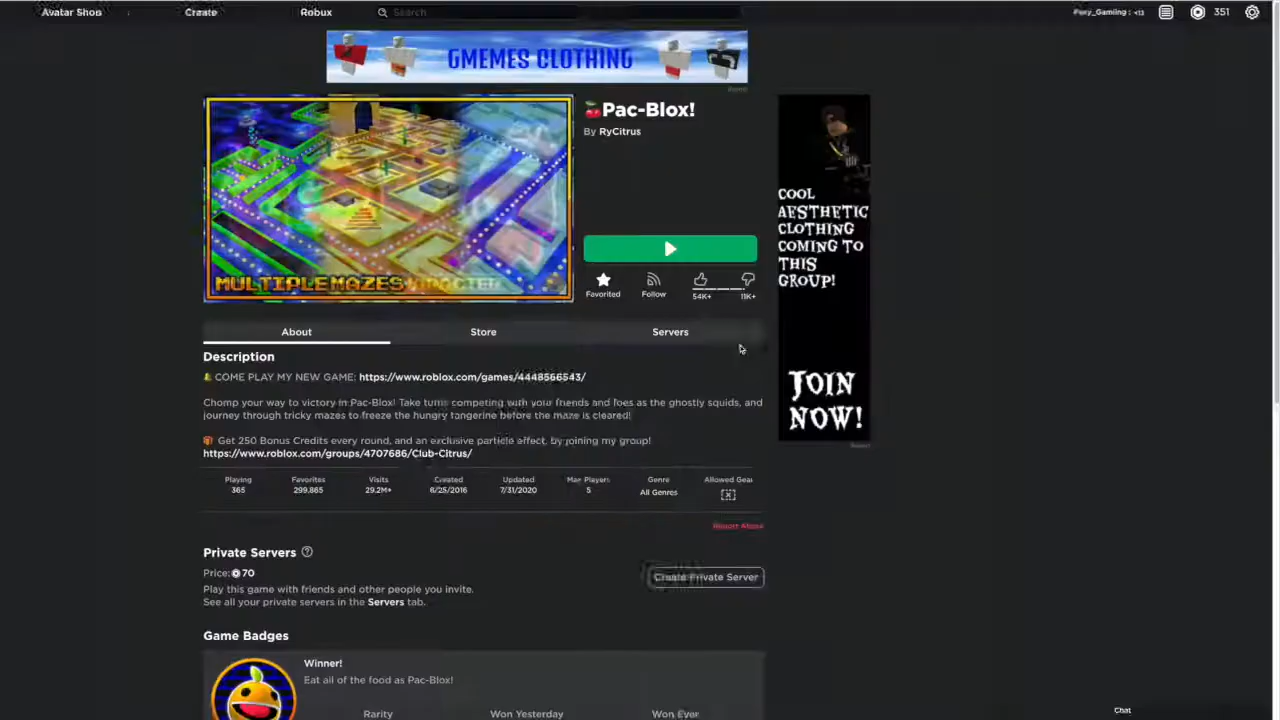 Avatar Shop Create Robux Search <13 351
GMEMES CLOTHING
Pac-Blox!
By RyCitrus
MULTIPLE MAZES
Favorited Follow 54K+ 11K+
COOL
AESTHETIC
CLOTHING
COMING TO
THIS
GROUP!
JOIN
NOW!
About Store Servers
Description
COME PLAY MY NEW GAME: https://www.roblox.com/games/4448566543/
Chomp your way to victory in Pac-Blox! Take turns competing with your friends and foes as the ghostly squids, and
journey through tricky mazes to freeze the hungry tangerine before the maze is cleared!
Get 250 Bonus Credits every round, and an exclusive particle effect, by joining my group!
https://www.roblox.com/groups/4707686/Club-Citrus/
Playing Favorites Visits Created Updated Max Players Genre Allowed Gear
365 299,865 29.2M+ 8/25/2016 7/31/2020 5 All Genres
Report Abuse
Private Servers
Price: 70
Create Private Server
Play this game with friends and other people you invite.
See all your private servers in the Servers tab.
Game Badges
Winner!
Eat all of the food as Pac-Blox!
Rarity Won Yesterday Won Ever
Chat